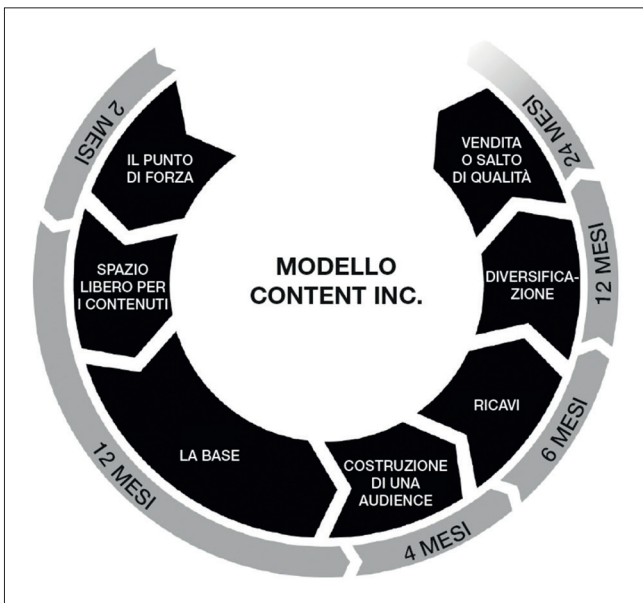 MODELLO
CONTENT INC.
2 MESI
IL PUNTO
DI FORZA
SPAZIO
LIBERO PER
I CONTENUTI
12 MESI
LA BASE
COSTRUZIONE
DI UNA
AUDIENCE
4 MESI
RICAVI
6 MESI
DIVERSIFICA-
ZIONE
12 MESI
VENDITA
O SALTO
DI QUALITÀ
24 MESI